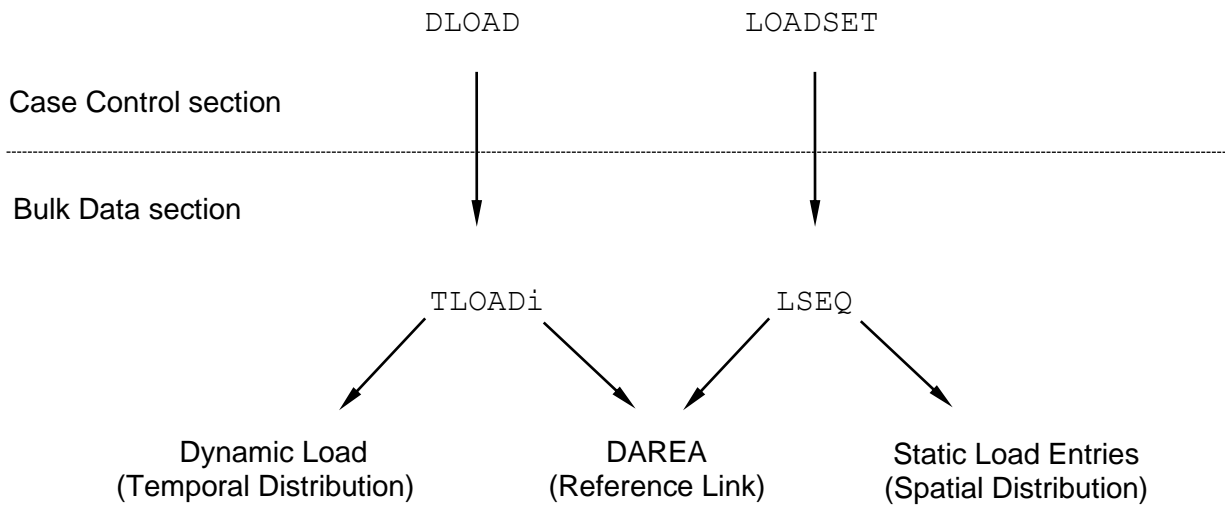 DLOAD
LOADSET
Case Control section
Bulk Data section
TLOADi
LSEQ
Dynamic Load
(Temporal Distribution)
DAREA
(Reference Link)
Static Load Entries
(Spatial Distribution)